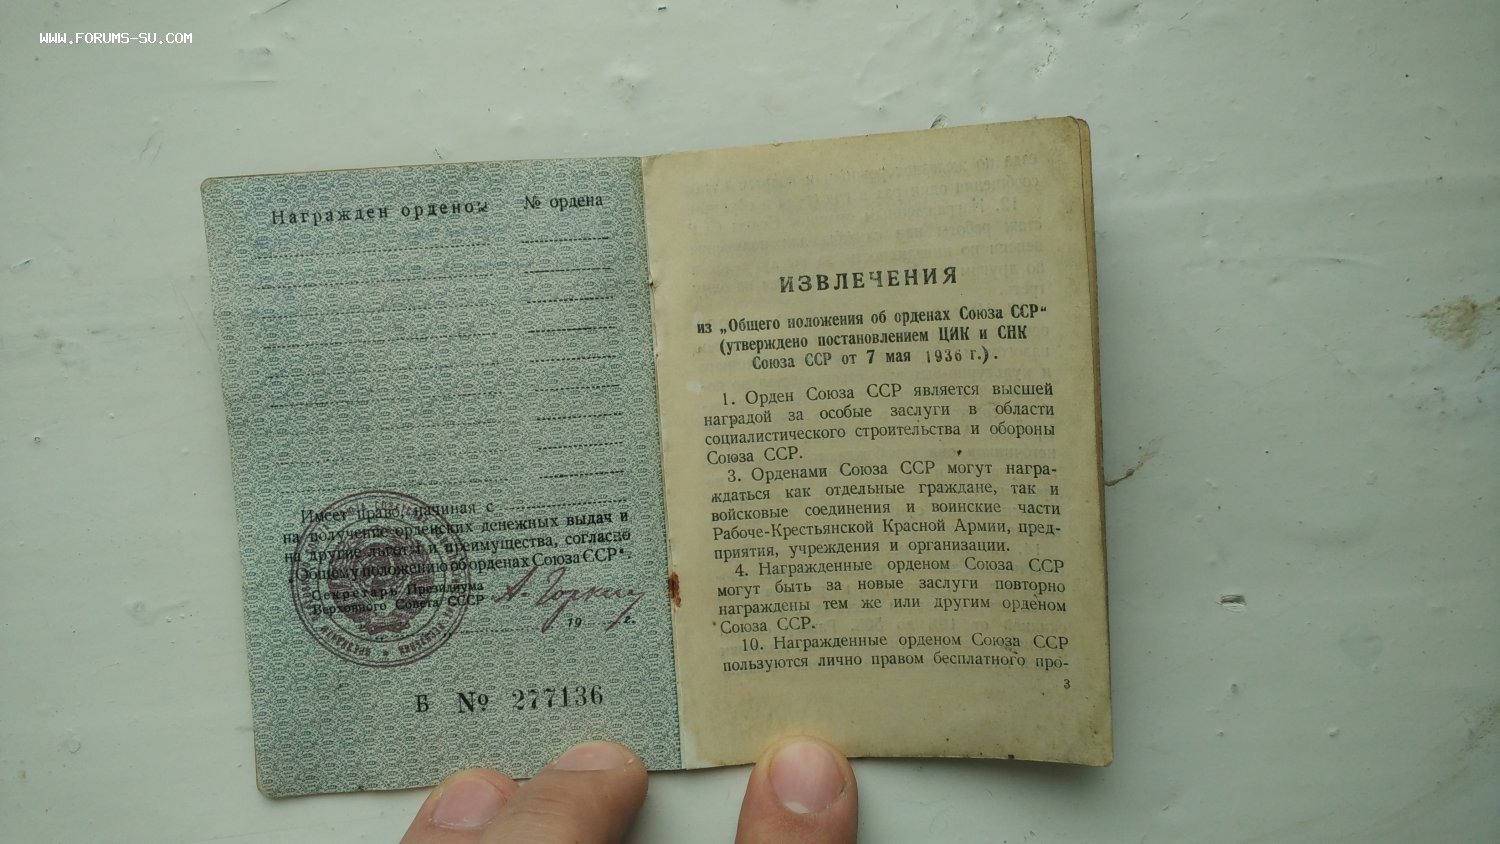 WWW.FORUMS-SU.COM
Награжден орденом № ордена
Имеет право, начиная с
на получение орденских денежных выдач и
на другие льготы и преимущества, согласно
„Общему положению об орденах Союза ССР“.
Секретарь Президиума
Верховного Совета СССР
А. Горкин
19 г.
Б № 277136
ИЗВЛЕЧЕНИЯ
из „Общего положения об орденах Союза ССР“
(утверждено постановлением ЦИК и СНК
Союза ССР от 7 мая 1936 г.).
1. Орден Союза ССР является высшей
наградой за особые заслуги в области
социалистического строительства и обороны
Союза ССР.
3. Орденами Союза ССР могут награ-
ждаться как отдельные граждане, так и
войсковые соединения и воинские части
Рабоче-Крестьянской Красной Армии, пред-
приятия, учреждения и организации.
4. Награжденные орденом Союза ССР
могут быть за новые заслуги повторно
награждены тем же или другим орденом
Союза ССР.
10. Награжденные орденом Союза ССР
пользуются лично правом бесплатного про-
3